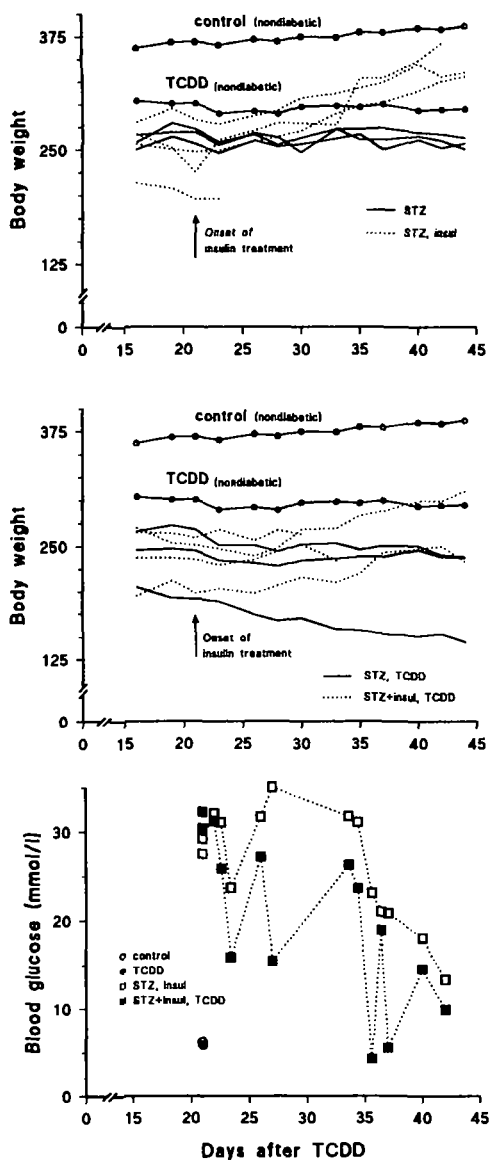 control (nondiabetic)
375
TCDD (nondiabetic)
250
Body weight
STZ
STZ, insul
Onset of
insulin treatment
125
0
0 15 20 25 30 35 40 45
control (nondiabetic)
375
TCDD (nondiabetic)
250
Body weight
Onset of
insulin treatment
125
STZ, TCDD
STZ+insul, TCDD
0
0 15 20 25 30 35 40 45
30
20
Blood glucose (mmol/l)
control
TCDD
STZ, insul
STZ+insul, TCDD
10
0
0 15 20 25 30 35 40 45
Days after TCDD